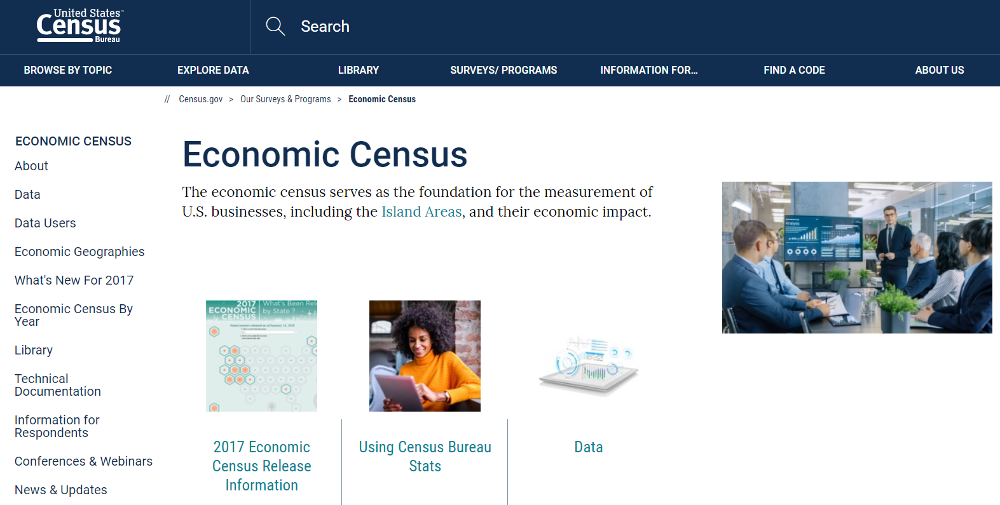 United States™
Census
Bureau
Search
BROWSE BY TOPIC
EXPLORE DATA
LIBRARY
SURVEYS/ PROGRAMS
INFORMATION FOR...
FIND A CODE
ABOUT US
// Census.gov > Our Surveys & Programs > Economic Census
ECONOMIC CENSUS
About
Data
Data Users
Economic Geographies
What's New For 2017
Economic Census By
Year
Library
Technical
Documentation
Information for
Respondents
Conferences & Webinars
News & Updates
Economic Census
The economic census serves as the foundation for the measurement of
U.S. businesses, including the Island Areas, and their economic impact.
Analysis
2017
ECONOMIC
CENSUS
What's Been Rele
by State ?
2017 Economic
Census Release
Information
Using Census Bureau
Stats
Data